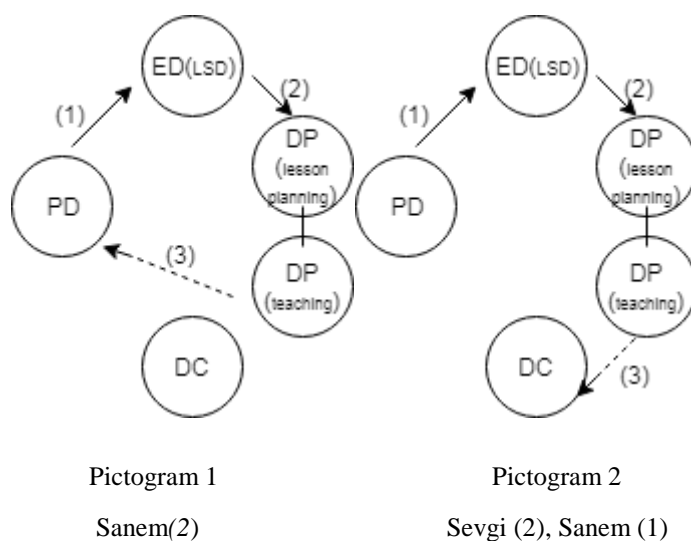 ED(LSD)
(1)
(2)
DP
(lesson
planning)
PD
(3)
DP
(teaching)
DC
Pictogram 1
Sanem(2)
ED(LSD)
(1)
(2)
DP
(lesson
planning)
PD
DP
(teaching)
(3)
DC
Pictogram 2
Sevgi (2), Sanem (1)